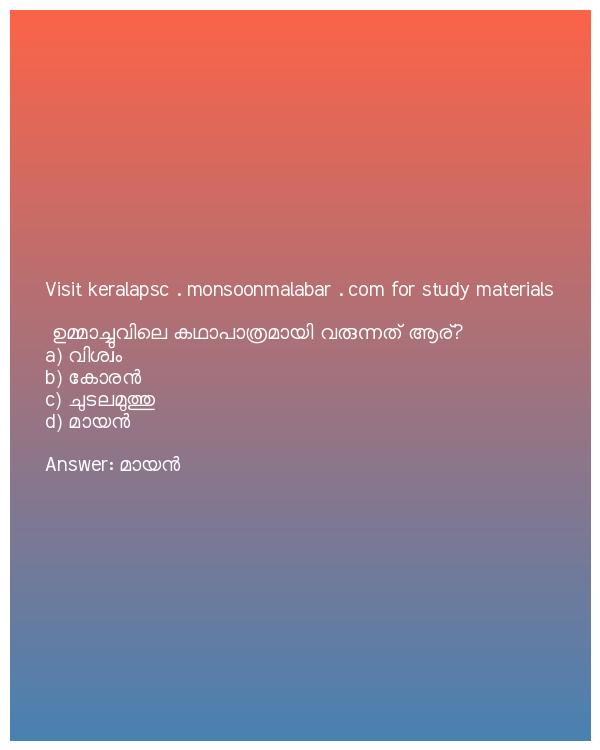 Visit keralapsc . monsoonmalabar . com for study materials
ഉമ്മാച്ചുവിലെ കഥാപാത്രമായി വരുന്നത് ആര്?
a) വിശ്വം
b) കോരൻ
c) ചുടലമുത്തു
d) മായൻ
Answer: മായൻ